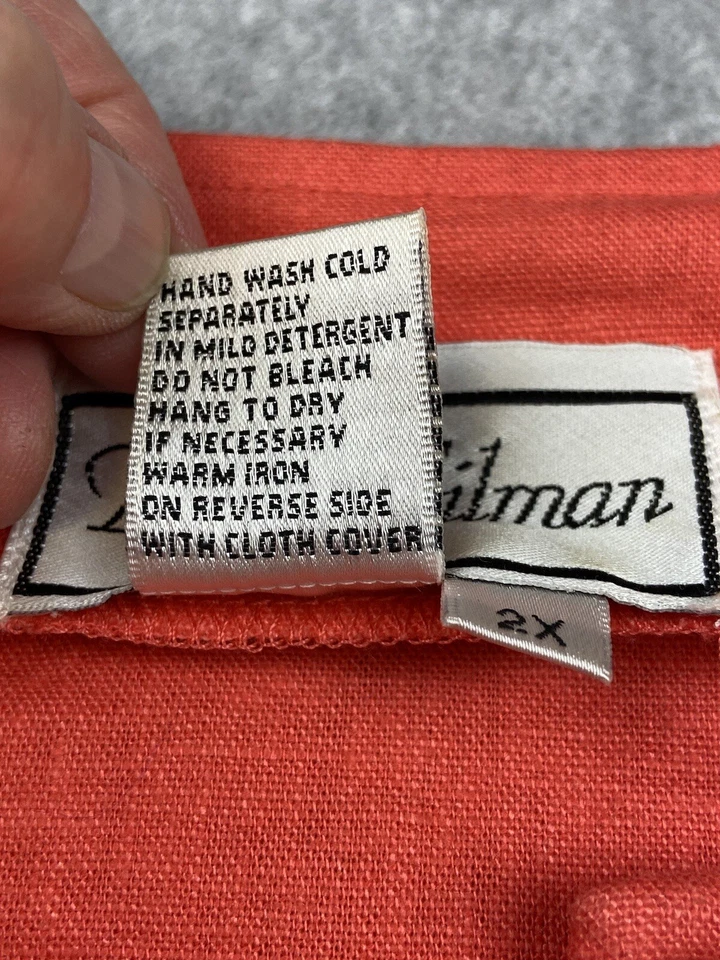 HAND WASH COLD
SEPARATELY
IN MILD DETERGENT
DO NOT BLEACH
HANG TO DRY
IF NECESSARY
WARM IRON
ON REVERSE SIDE
WITH CLOTH COVER
ilman
2X